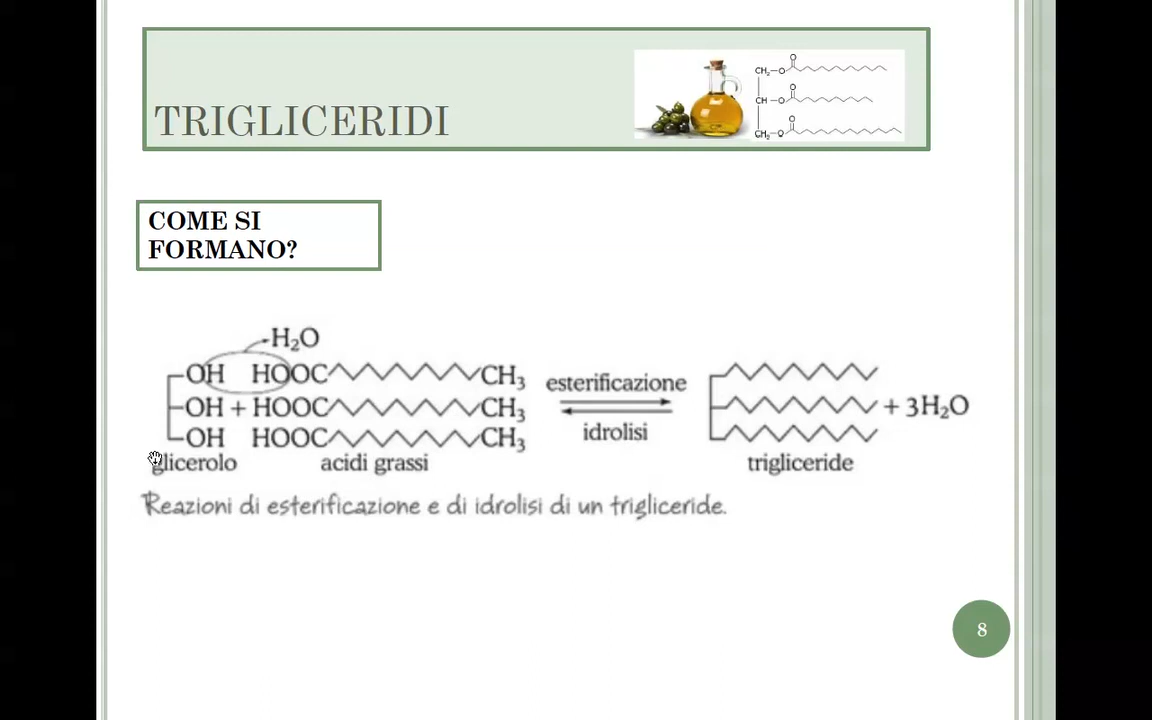 TRIGLICERIDI
CH₂-O
O
CH-O
O
CH₂-O
O
COME SI
FORMANO?
H₂O
OH HOOC CH₃
OH + HOOC CH₃
OH HOOC CH₃
glicerolo acidi grassi
esterificazione
idrolisi
+ 3H₂O
trigliceride
Reazioni di esterificazione e di idrolisi di un trigliceride.
8